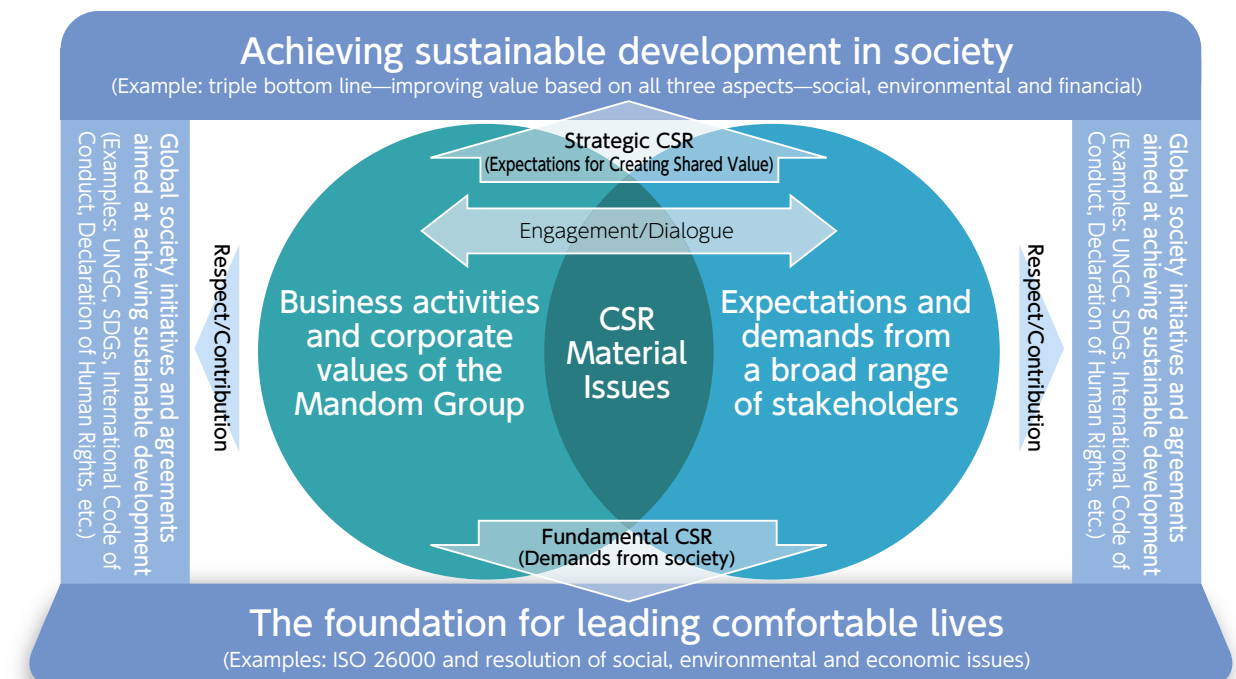 Achieving sustainable development in society
(Example: triple bottom line—improving value based on all three aspects—social, environmental and financial)
Global society initiatives and agreements
aimed at achieving sustainable development
(Examples: UNGC, SDGs, International Code of
Conduct, Declaration of Human Rights, etc.)
Respect/Contribution
Strategic CSR
(Expectations for Creating Shared Value)
Engagement/Dialogue
Business activities
and corporate
values of the
Mandom Group
CSR
Material
Issues
Expectations and
demands from
a broad range
of stakeholders
Fundamental CSR
(Demands from society)
Respect/Contribution
Global society initiatives and agreements
aimed at achieving sustainable development
(Examples: UNGC, SDGs, International Code of
Conduct, Declaration of Human Rights, etc.)
The foundation for leading comfortable lives
(Examples: ISO 26000 and resolution of social, environmental and economic issues)